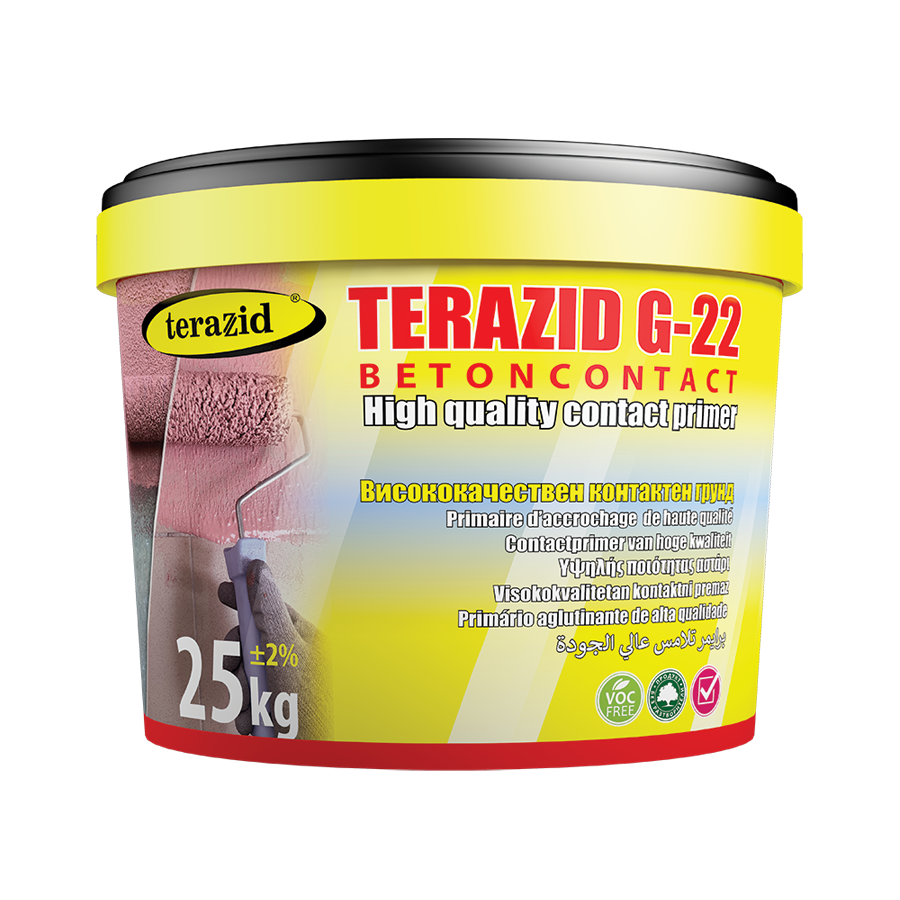 terazid®
TERAZID G-22
BETONCONTACT
High quality contact primer
Висококачествен контактен грунд
Primaire d'accrochage de haute qualité
Contactprimer van hoge kwaliteit
Υψηλής ποιότητας αστάρι
Visokokvalitetan kontaktni premaz
Primário aglutinante de alta qualidade
برايمر تلامس عالي الجودة
25 kg
±2%
VOC
FREE